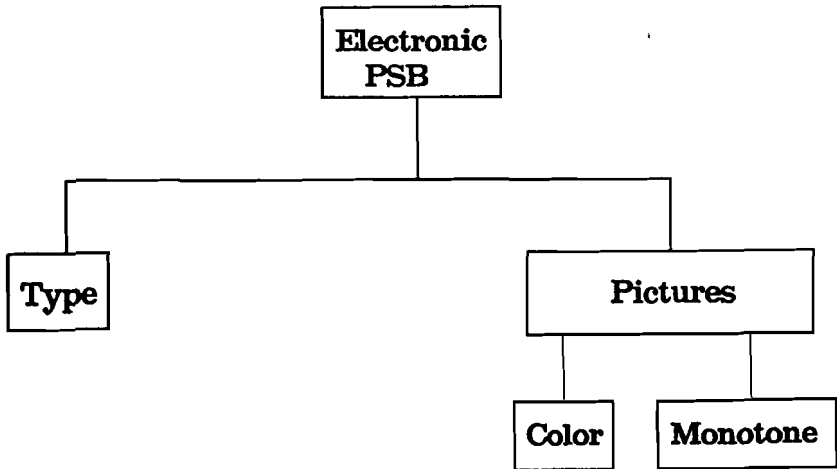 Electronic
PSB
Type
Pictures
Color
Monotone